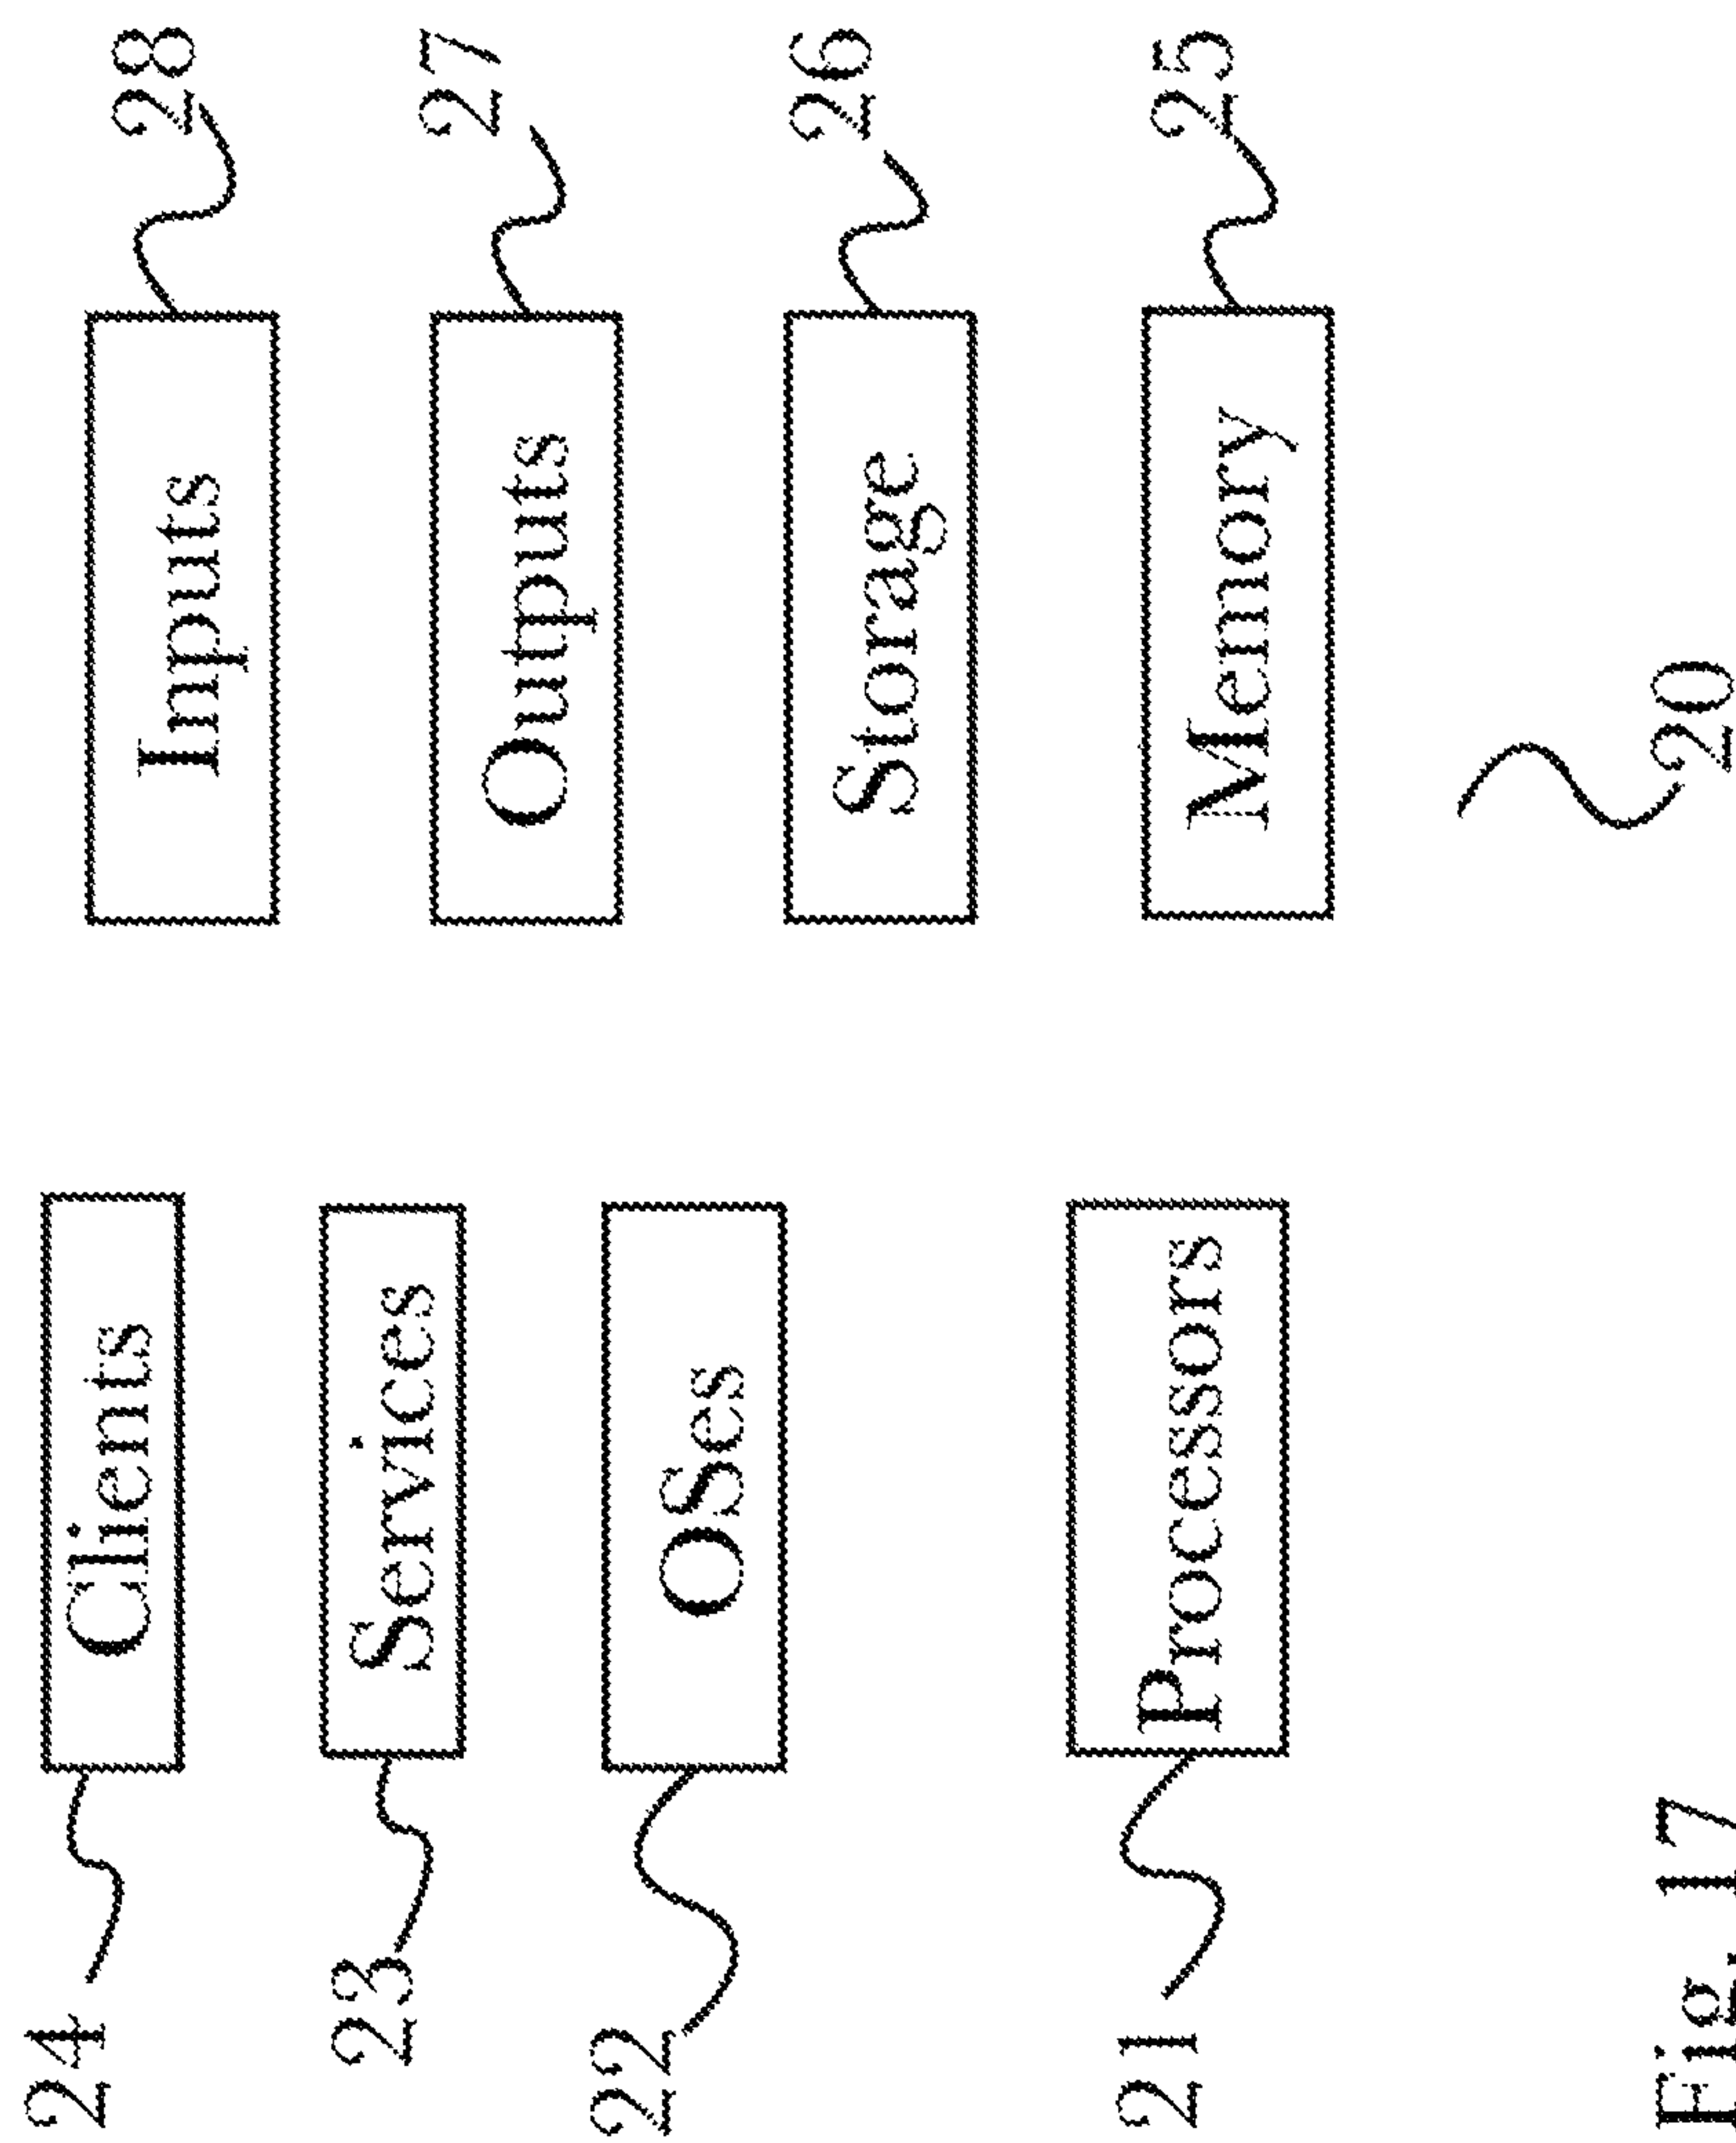 24 Clients Inputs 28
23 Services Outputs 27
22 OSes Storage 26
21 Processors Memory 25
20
Fig. 17